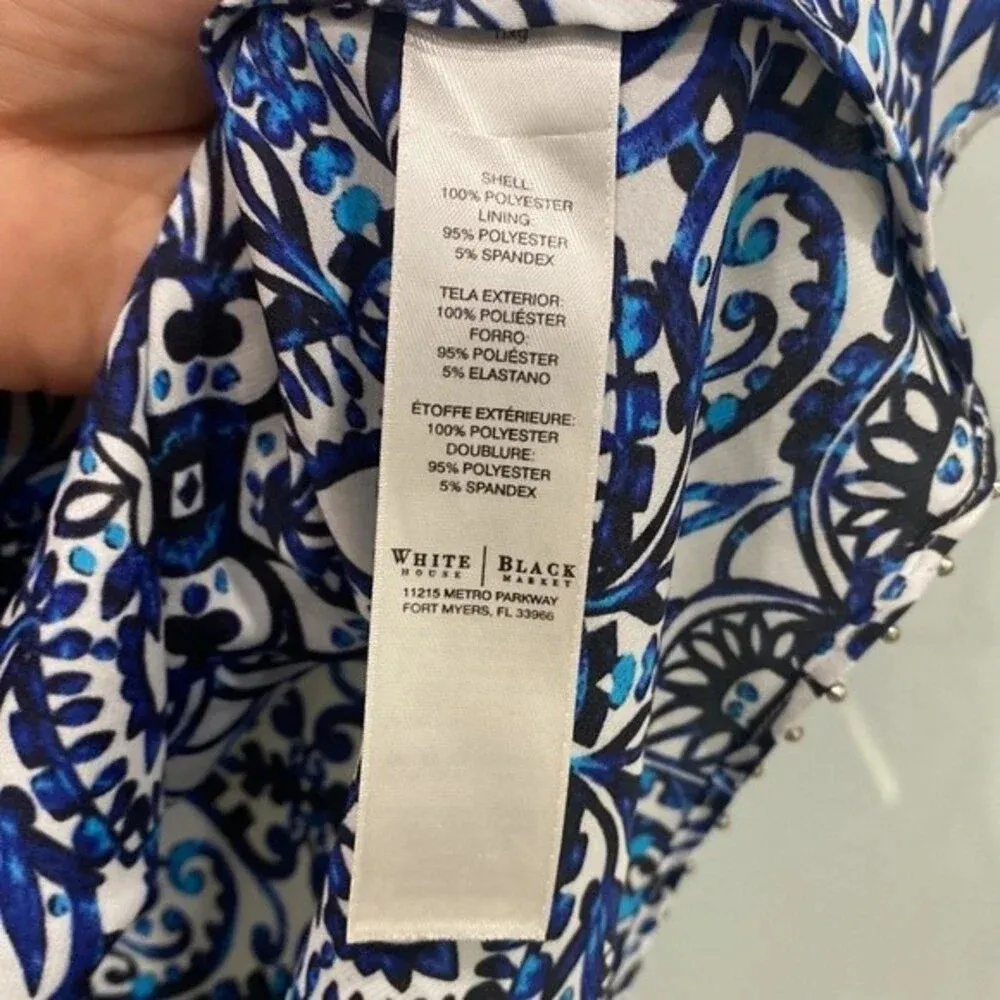 SHELL:
100% POLYESTER
LINING:
95% POLYESTER
5% SPANDEX
TELA EXTERIOR:
100% POLIÉSTER
FORRO:
95% POLIÉSTER
5% ELASTANO
ÉTOFFE EXTÉRIEURE:
100% POLYESTER
DOUBLURE:
95% POLYESTER
5% SPANDEX
WHITE | BLACK
HOUSE MARKET
11215 METRO PARKWAY
FORT MYERS, FL 33966